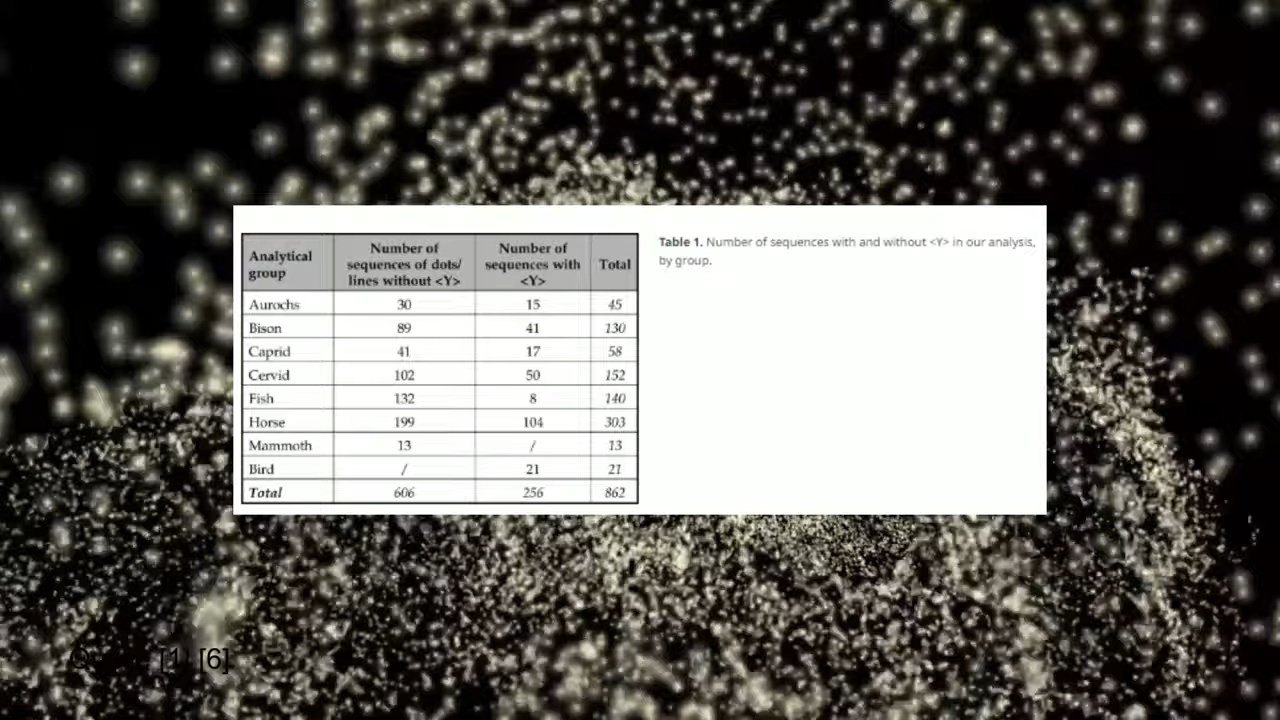 Analytical group
Number of sequences of dots/ lines without <Y>
Number of sequences with <Y>
Total
Aurochs 30 15 45
Bison 89 41 130
Caprid 41 17 58
Cervid 102 50 152
Fish 132 8 140
Horse 199 104 303
Mammoth 13 / 13
Bird / 21 21
Total 606 256 862
Table 1. Number of sequences with and without <Y> in our analysis,
by group.
[1] [6]